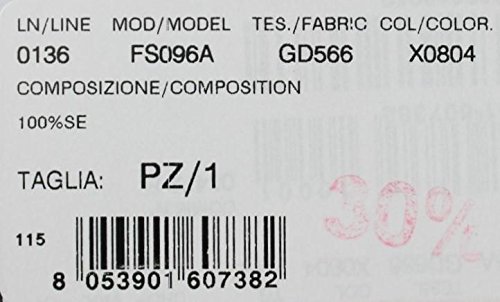 LN/LINE MOD/MODEL TES./FABRIC COL/COLOR.
0136 FS096A GD566 X0804
COMPOSIZIONE/COMPOSITION
100%SE
TAGLIA: PZ/1
30%
115
8 053901 607382